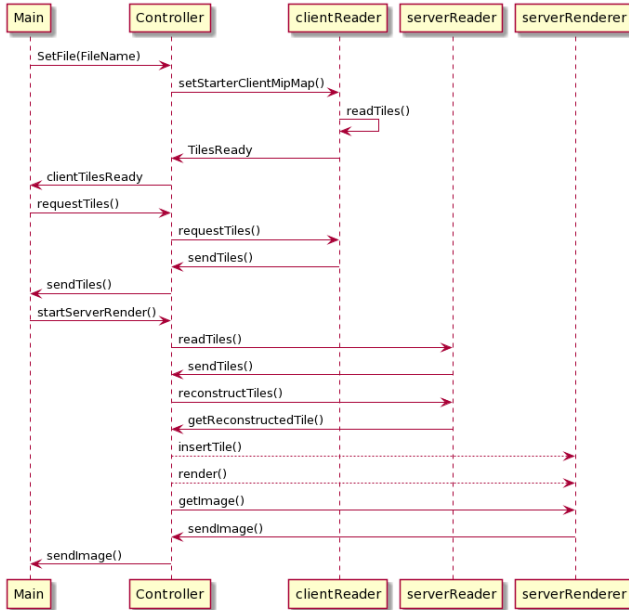 Main Controller clientReader serverReader serverRenderer
SetFile(FileName)
setStarterClientMipMap()
readTiles()
TilesReady
clientTilesReady
requestTiles()
requestTiles()
sendTiles()
sendTiles()
startServerRender()
readTiles()
sendTiles()
reconstructTiles()
getReconstructedTile()
insertTile()
render()
getImage()
sendImage()
sendImage()
Main Controller clientReader serverReader serverRenderer